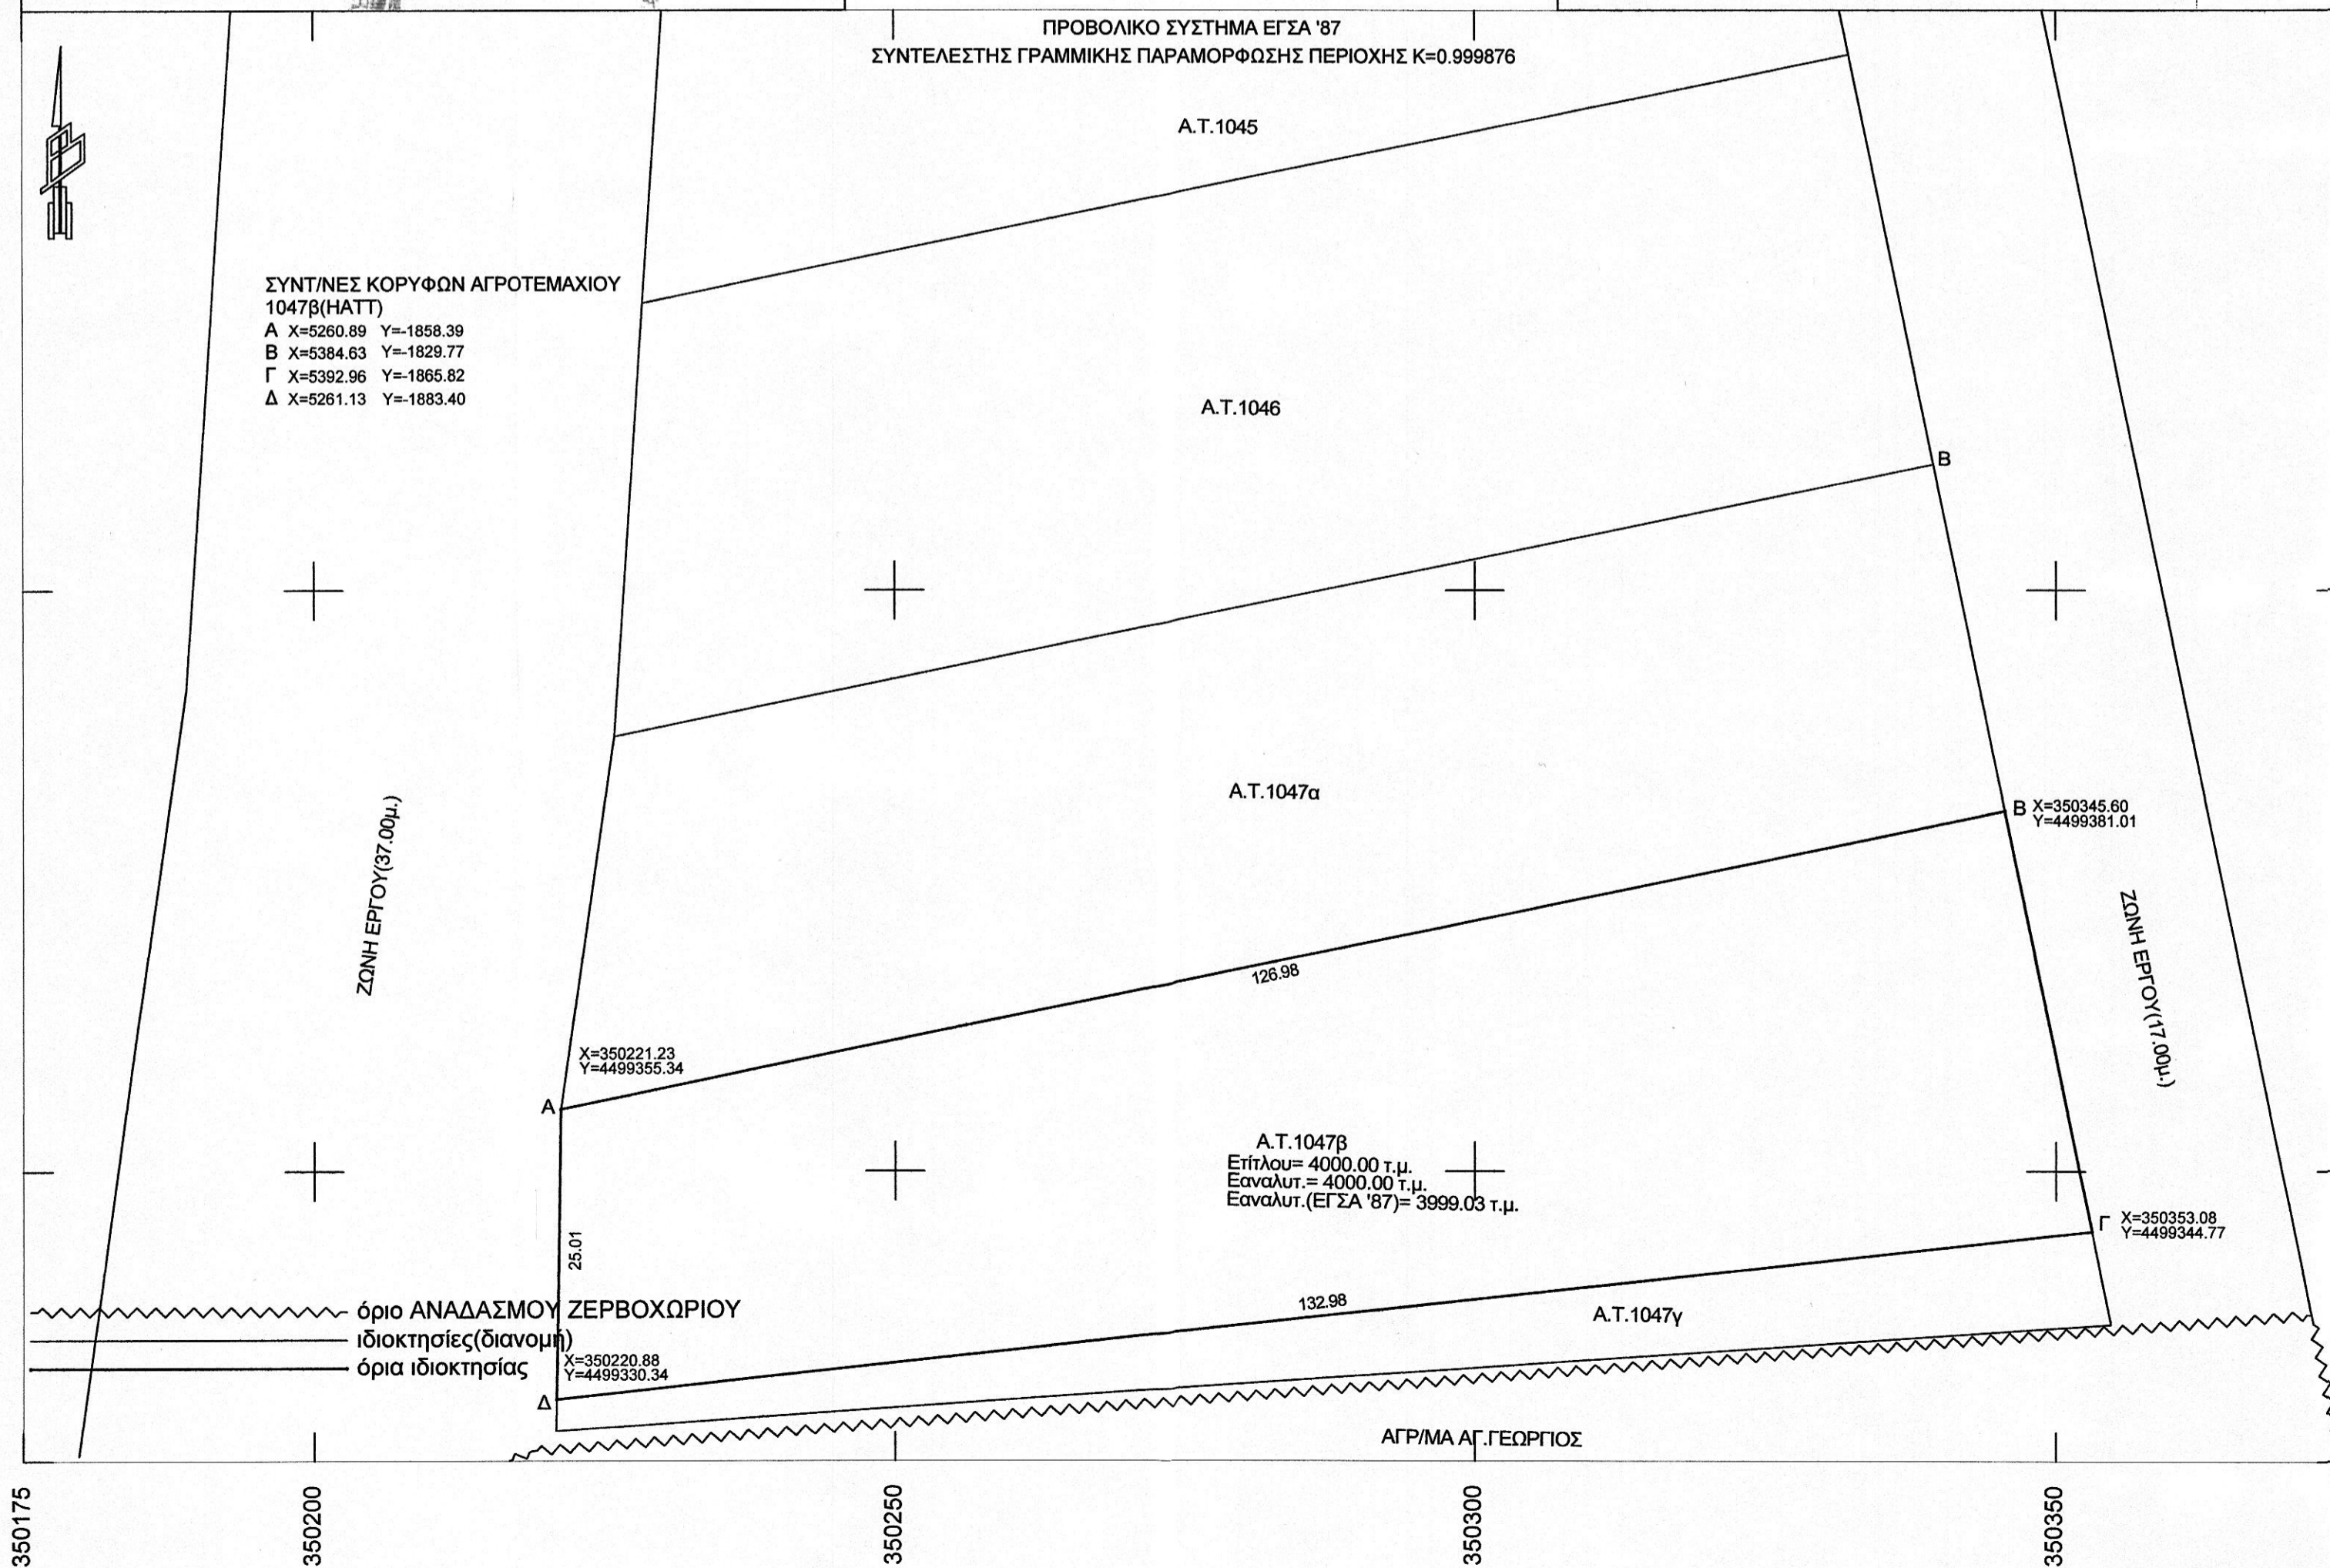 ΠΡΟΒΟΛΙΚΟ ΣΥΣΤΗΜΑ ΕΓΣΑ '87
ΣΥΝΤΕΛΕΣΤΗΣ ΓΡΑΜΜΙΚΗΣ ΠΑΡΑΜΟΡΦΩΣΗΣ ΠΕΡΙΟΧΗΣ Κ=0.999876
Α.Τ.1045
ΣΥΝΤ/ΝΕΣ ΚΟΡΥΦΩΝ ΑΓΡΟΤΕΜΑΧΙΟΥ
1047β(HATT)
Α Χ=5260.89 Υ=-1858.39
Β Χ=5384.63 Υ=-1829.77
Γ Χ=5392.96 Υ=-1865.82
Δ Χ=5261.13 Υ=-1883.40
Α.Τ.1046
Β
Α.Τ.1047α
Β Χ=350345.60
Υ=4499381.01
ΖΩΝΗ ΕΡΓΟΥ(37.00μ.)
ΖΩΝΗ ΕΡΓΟΥ(17.00μ.)
126.98
Χ=350221.23
Υ=4499355.34
Α
Α.Τ.1047β
Ετίτλου= 4000.00 τ.μ.
Εαναλυτ.= 4000.00 τ.μ.
Εαναλυτ.(ΕΓΣΑ '87)= 3999.03 τ.μ.
Γ Χ=350353.08
Υ=4499344.77
25.01
132.98
Α.Τ.1047γ
όριο ΑΝΑΔΑΣΜΟΥ ΖΕΡΒΟΧΩΡΙΟΥ
ιδιοκτησίες(διανομή)
όρια ιδιοκτησίας
Χ=350220.88
Υ=4499330.34
Δ
ΑΓΡ/ΜΑ ΑΓ.ΓΕΩΡΓΙΟΣ
350175
350200
350250
350300
350350